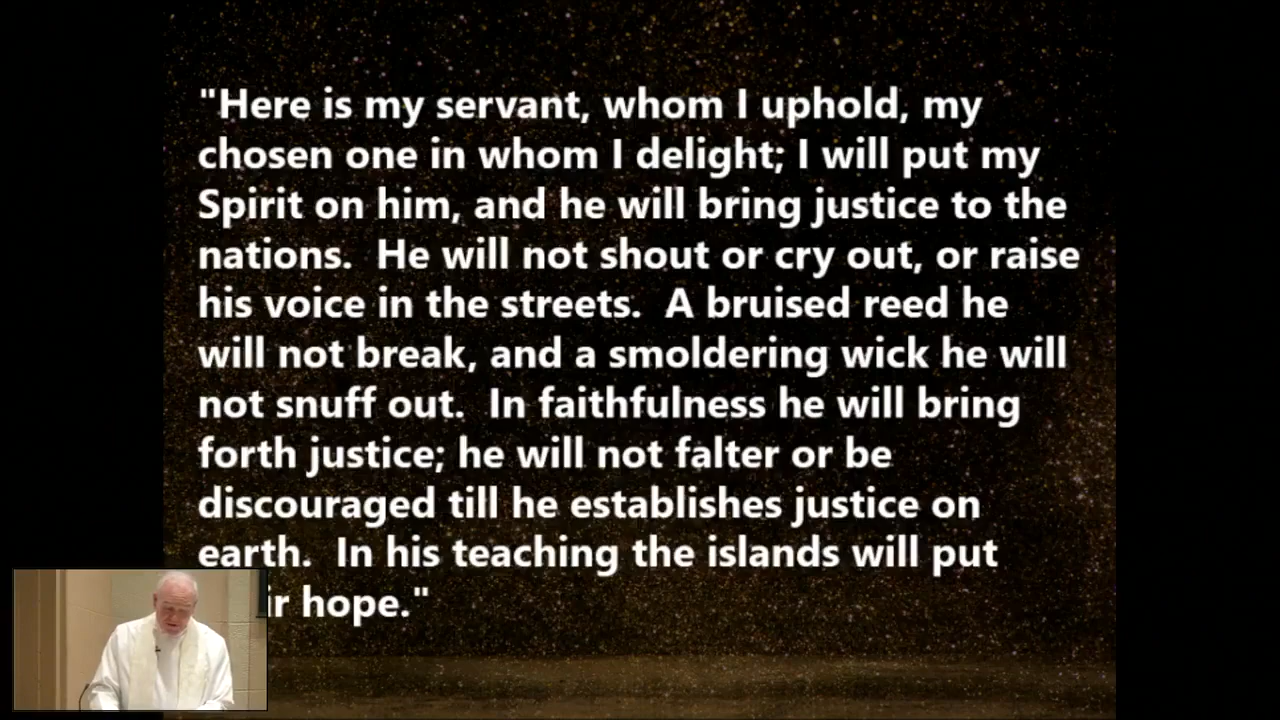 "Here is my servant, whom I uphold, my
chosen one in whom I delight; I will put my
Spirit on him, and he will bring justice to the
nations.  He will not shout or cry out, or raise
his voice in the streets.  A bruised reed he
will not break, and a smoldering wick he will
not snuff out.  In faithfulness he will bring
forth justice; he will not falter or be
discouraged till he establishes justice on
earth.  In his teaching the islands will put
hope."